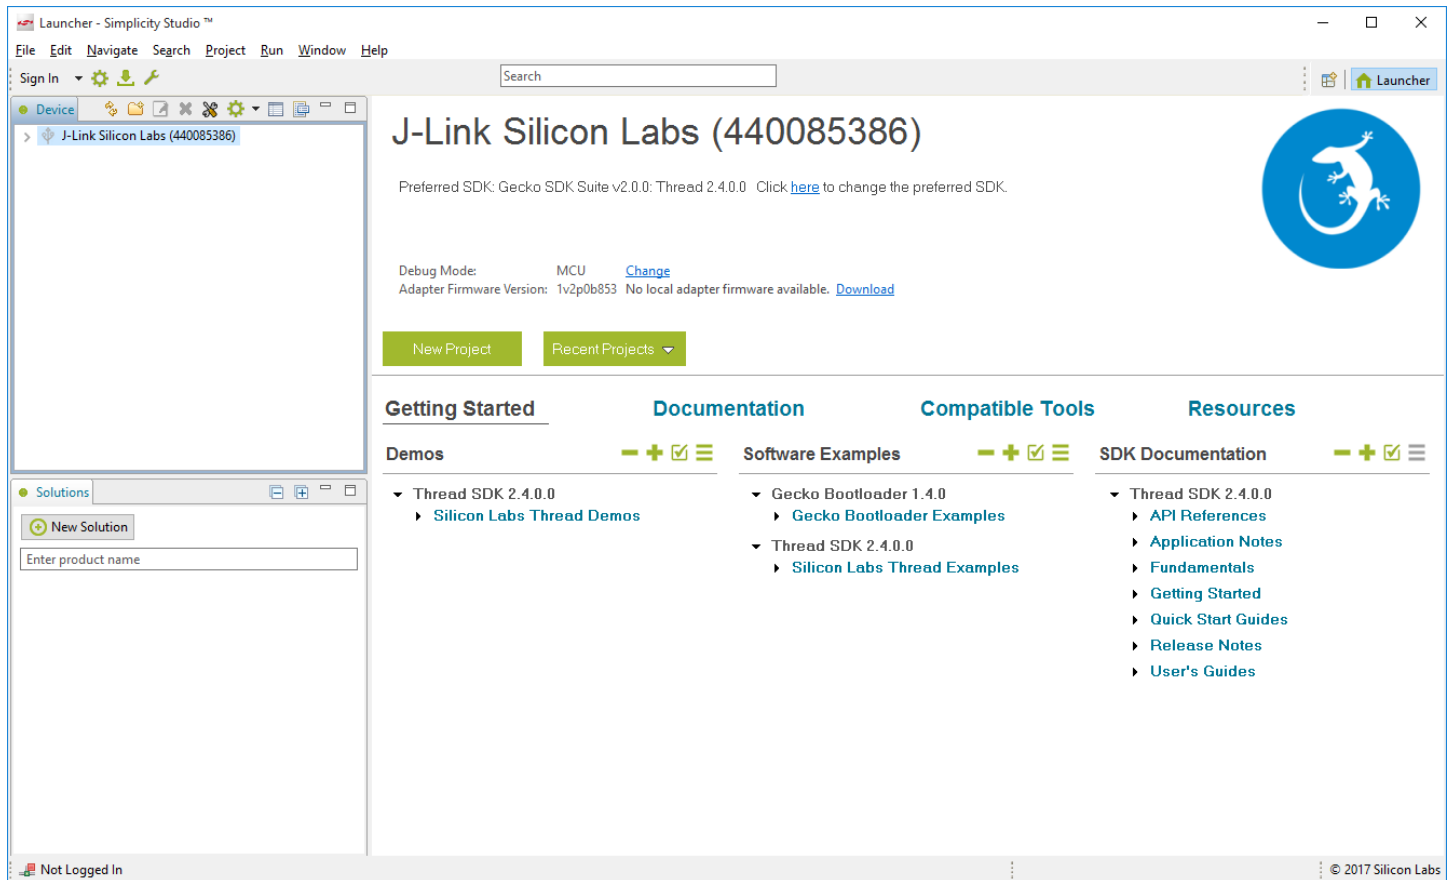 Launcher - Simplicity Studio ™
File Edit Navigate Search Project Run Window Help
Sign In
Search
Launcher
Device
J-Link Silicon Labs (440085386)
J-Link Silicon Labs (440085386)
Preferred SDK: Gecko SDK Suite v2.0.0: Thread 2.4.0.0 Click here to change the preferred SDK.
Debug Mode: MCU Change
Adapter Firmware Version: 1v2p0b853 No local adapter firmware available. Download
New Project
Recent Projects
Getting Started
Documentation
Compatible Tools
Resources
Demos
Thread SDK 2.4.0.0
Silicon Labs Thread Demos
Software Examples
Gecko Bootloader 1.4.0
Gecko Bootloader Examples
Thread SDK 2.4.0.0
Silicon Labs Thread Examples
SDK Documentation
Thread SDK 2.4.0.0
API References
Application Notes
Fundamentals
Getting Started
Quick Start Guides
Release Notes
User's Guides
Solutions
New Solution
Enter product name
Not Logged In
© 2017 Silicon Labs